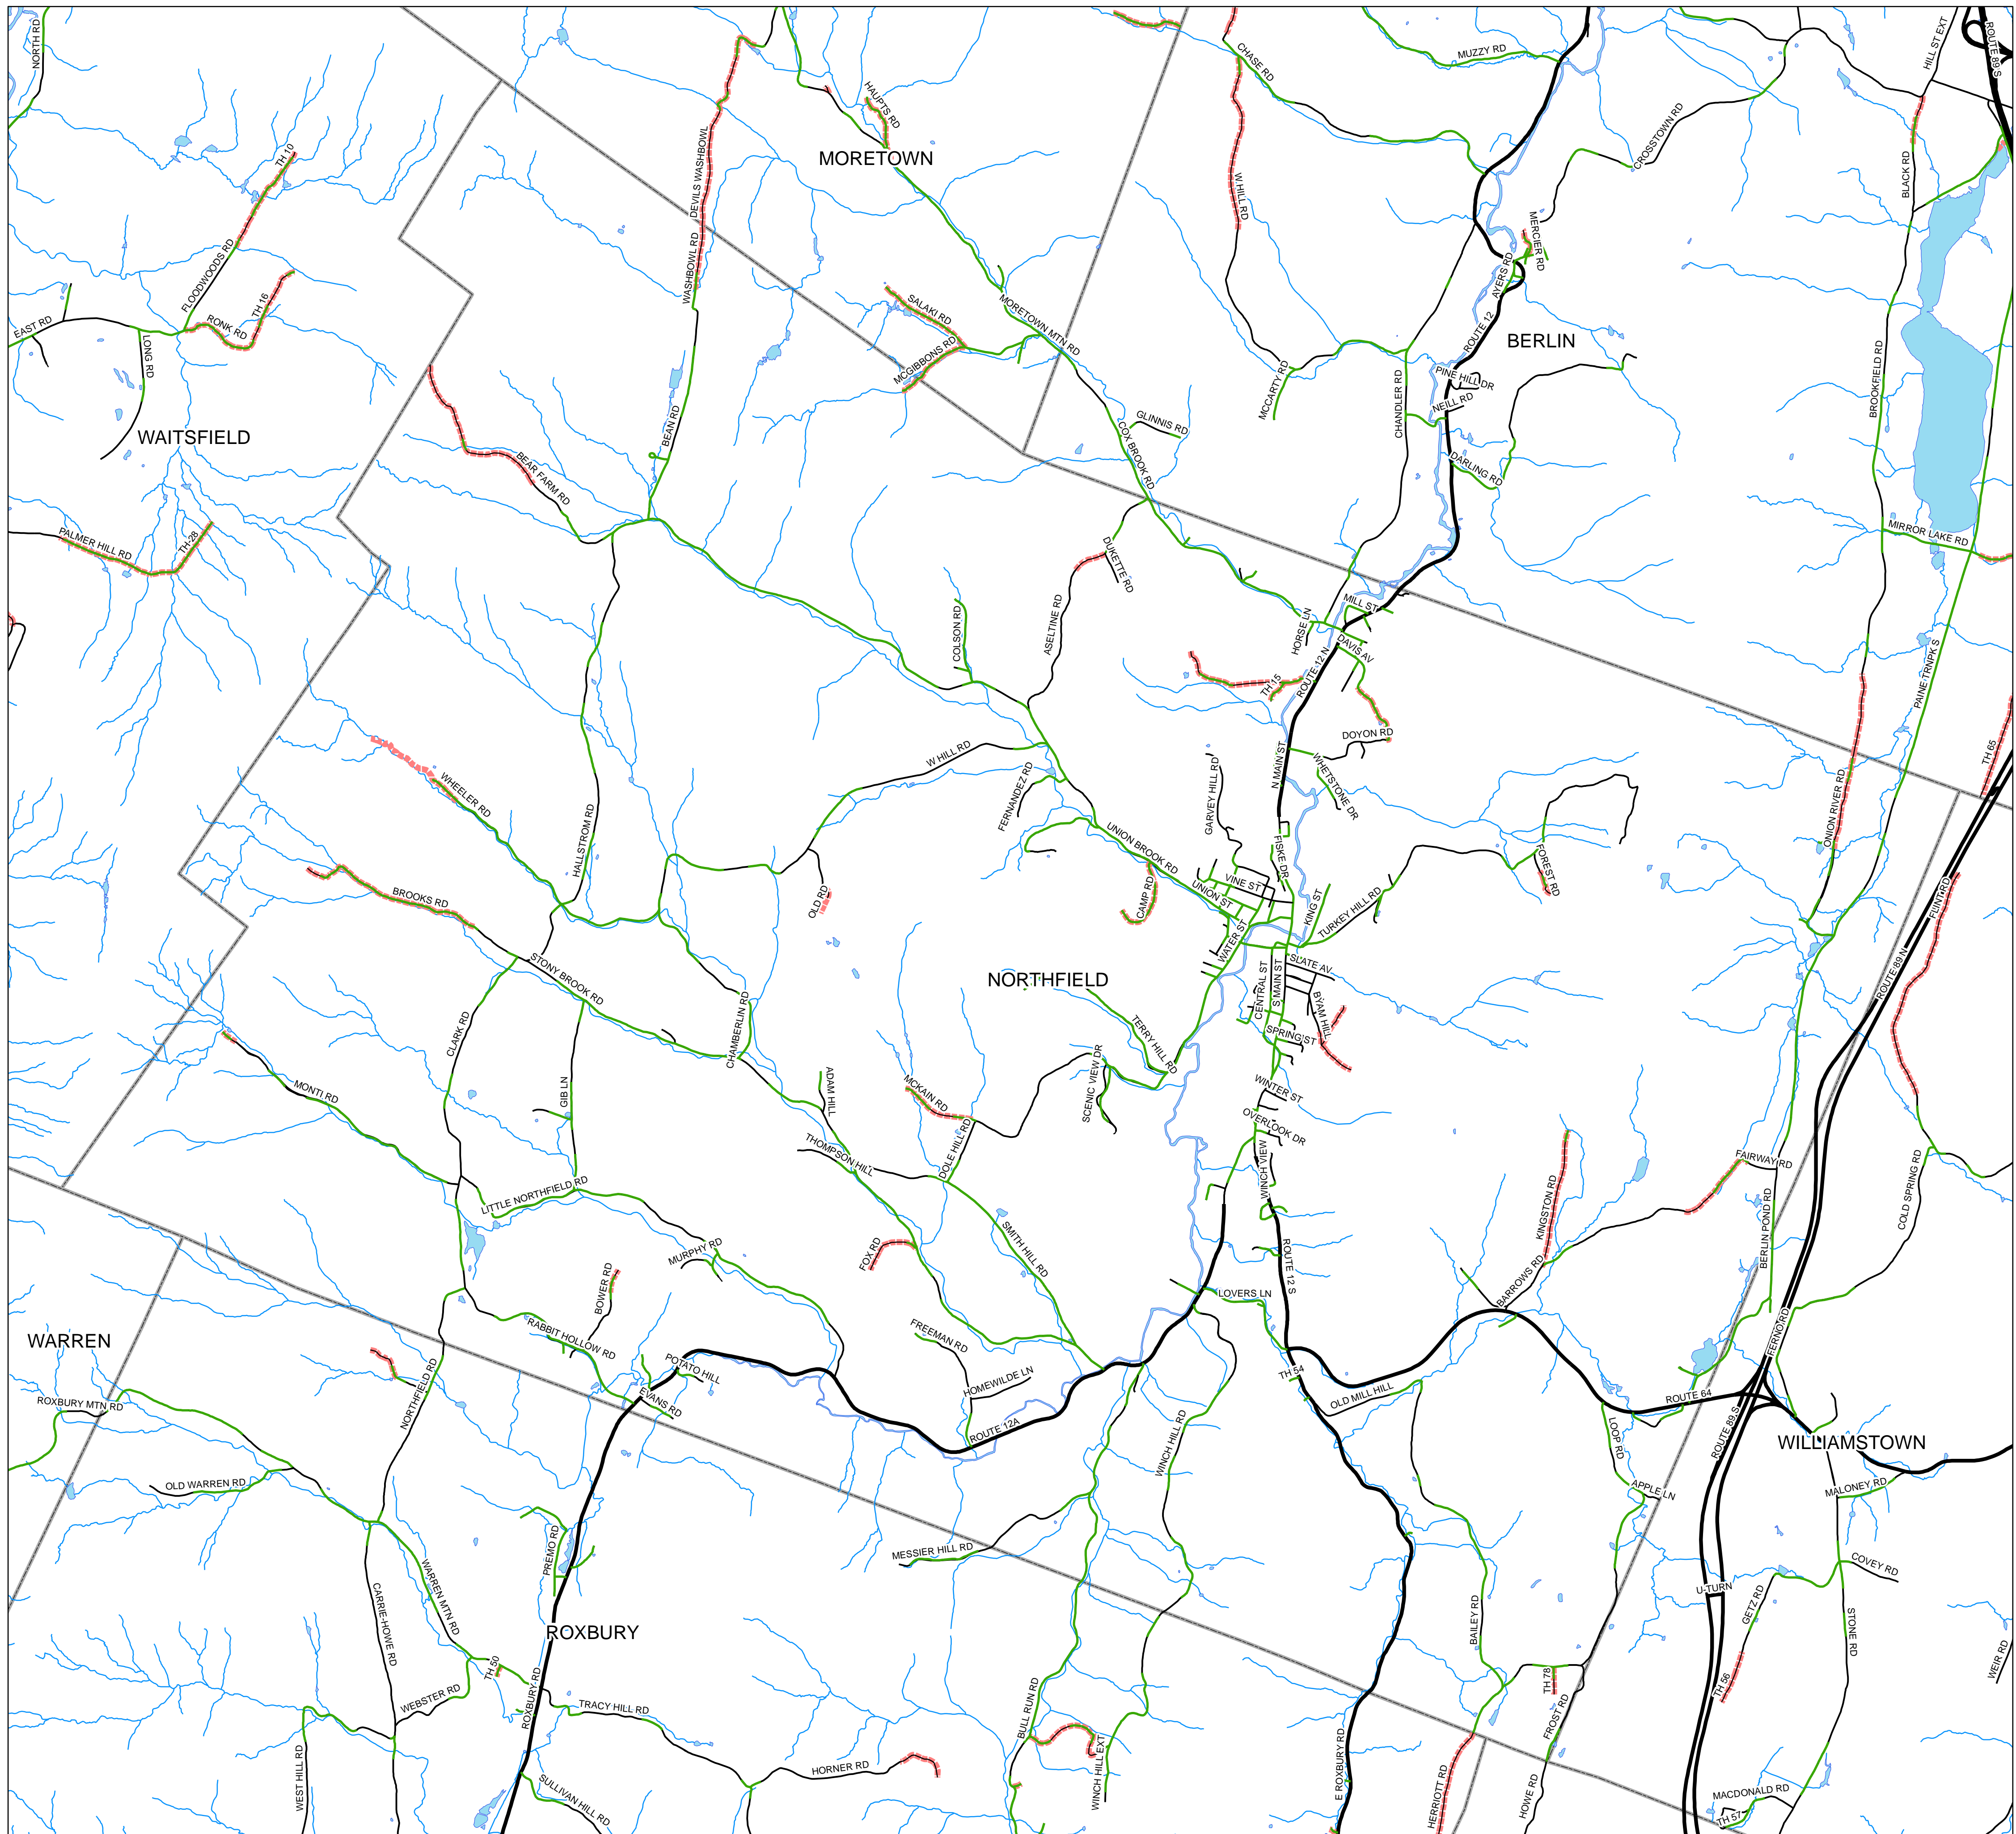 NORTH RD
CHASE RD
MUZZY RD
HILL ST EXT
ROUTE 89 S
HAUPTS RD
MORETOWN
CROSSTOWN RD
TH 10
DEVILS WASHBOWL
W HILL RD
BLACK RD
MERCIER RD
FLOODWOODS RD
WASHBOWL RD
AYERS RD
TH 16
SALAKI RD
MORETOWN MTN RD
EAST RD
RONK RD
LONG RD
ROUTE 12
BERLIN
MCGIBBONS RD
PINE HILL DR
MCCARTY RD
CHANDLER RD
NEILL RD
BROOKFIELD RD
BEAN RD
GLINNIS RD
COX BROOK RD
WAITSFIELD
BEAR FARM RD
DARLING RD
PALMER HILL RD
TH-28
MIRROR LAKE RD
DUKETTE RD
MILL ST
COLSON RD
ASELTINE RD
HORSE LN
DAVIS AV
ROUTE 12 N
TH 15
PAINE TRNPK S
DOYON RD
W HILL RD
N MAIN ST
WHETSTONE DR
TH 65
WHEELER RD
FERNANDEZ RD
GARVEY HILL RD
HALLSTROM RD
UNION BROOK RD
FISKE DR
ONION RIVER RD
FOREST RD
VINE ST
UNION ST
BROOKS RD
OLD RD
CAMP RD
KING ST
TURKEY HILL RD
FLINT RD
WATER ST
STONY BROOK RD
SLATE AV
NORTHFIELD
CENTRAL ST
S MAIN ST
ROUTE 89 N
BYAM HILL
CHAMBERLIN RD
CLARK RD
TERRY HILL RD
SPRING ST
MONTI RD
GIB LN
ADAM HILL
MCKAIN RD
SCENIC VIEW DR
WINTER ST
OVERLOOK DR
THOMPSON HILL
DOLE HILL RD
WINCH VIEW
FAIRWAY RD
COLD SPRING RD
LITTLE NORTHFIELD RD
KINGSTON RD
BERLIN POND RD
MURPHY RD
FOX RD
SMITH HILL RD
ROUTE 12 S
BOWER RD
LOVERS LN
BARROWS RD
WARREN
RABBIT HOLLOW RD
FREEMAN RD
FERNO RD
POTATO HILL
TH 54
ROXBURY MTN RD
NORTHFIELD RD
EVANS RD
HOMEWILDE LN
OLD MILL HILL
ROUTE 64
ROUTE 12A
WINCH HILL RD
LOOP RD
ROUTE 89 S
WILLIAMSTOWN
OLD WARREN RD
APPLE LN
MALONEY RD
PREMO RD
MESSIER HILL RD
COVEY RD
WARREN MTN RD
CARRIE-HOWE RD
U-TURN
GETZ RD
BAILEY RD
STONE RD
ROXBURY
WEIR RD
TH 50
TH 78
TH 56
WEBSTER RD
ROXBURY RD
TRACY HILL RD
BULL RUN RD
FROST RD
WEST HILL RD
HORNER RD
WINCH HILL EXT
E ROXBURY RD
HERRIOTT RD
HOWE RD
SULLIVAN HILL RD
MACDONALD RD
TH 57